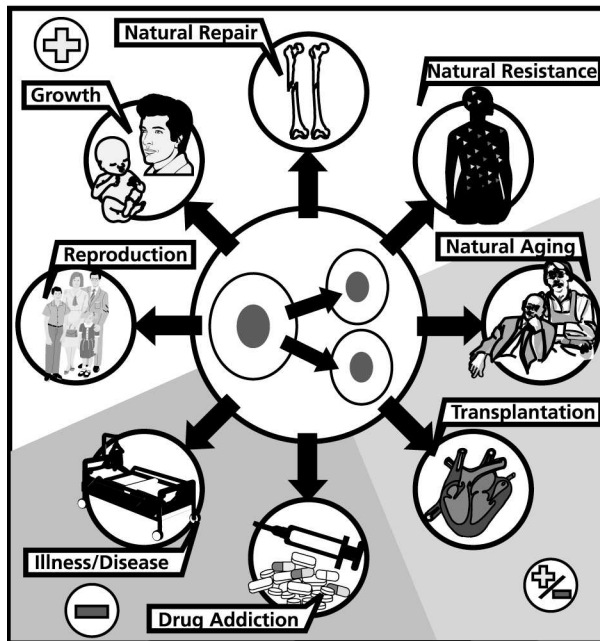 Natural Repair
Growth
Natural Resistance
Reproduction
Natural Aging
Transplantation
Illness/Disease
Drug Addiction